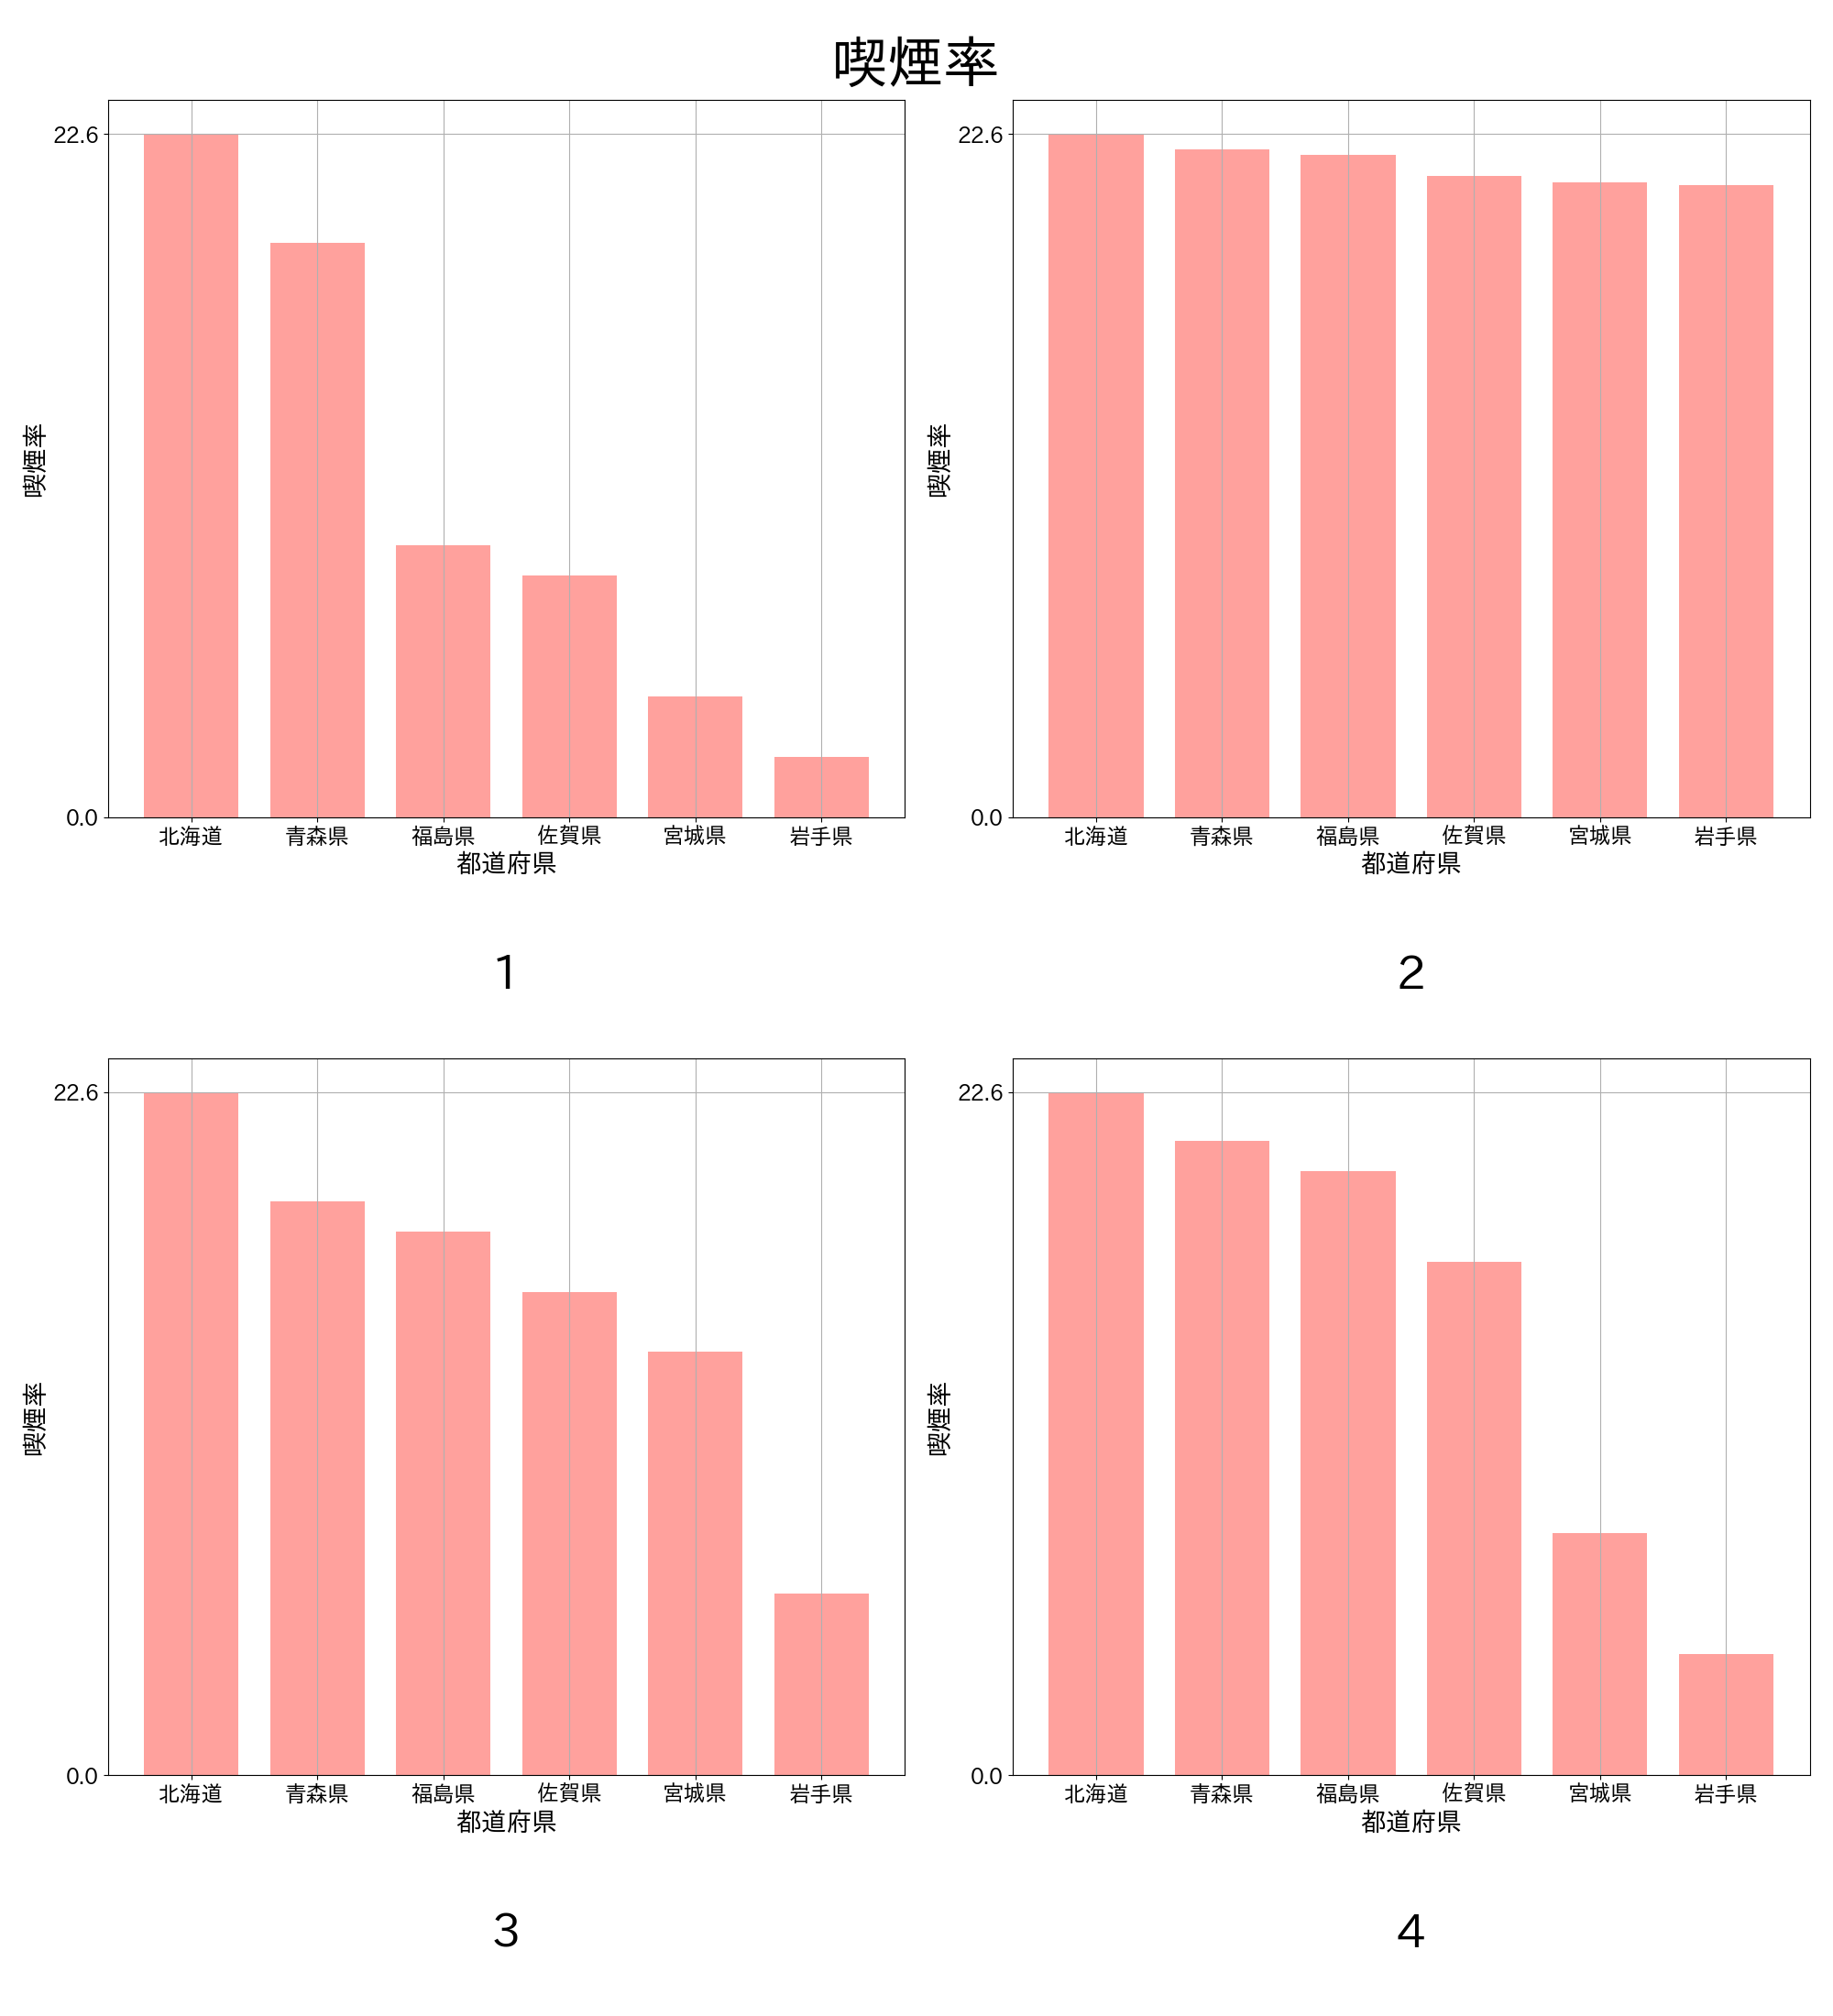 喫煙率
22.6
喫煙率
0.0
北海道 青森県 福島県 佐賀県 宮城県 岩手県
都道府県
1
22.6
喫煙率
0.0
北海道 青森県 福島県 佐賀県 宮城県 岩手県
都道府県
2
22.6
喫煙率
0.0
北海道 青森県 福島県 佐賀県 宮城県 岩手県
都道府県
3
22.6
喫煙率
0.0
北海道 青森県 福島県 佐賀県 宮城県 岩手県
都道府県
4